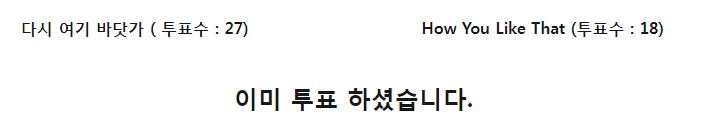 다시 여기 바닷가 ( 투표수 : 27)
How You Like That (투표수 : 18)
이미 투표 하셨습니다.